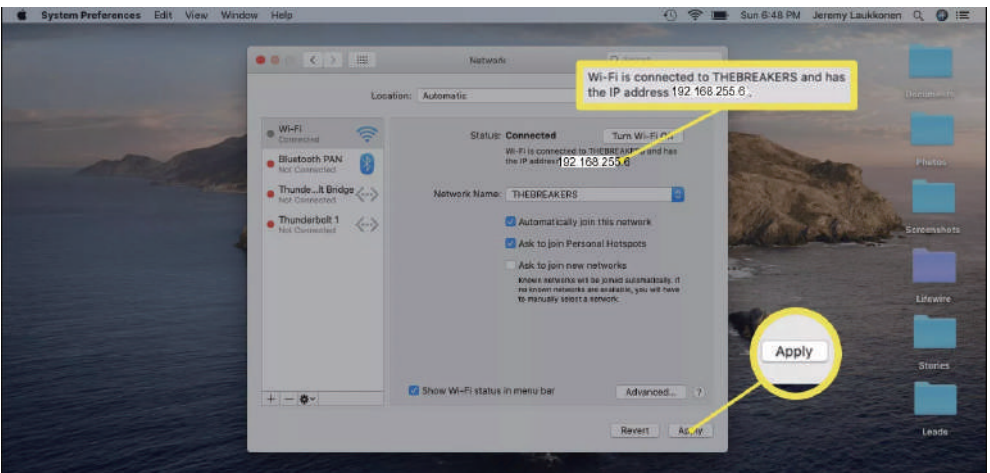 System Preferences Edit View Window Help Sun 6:48 PM Jeremy Laukkonen
Network
Wi-Fi is connected to THEBREAKERS and has
the IP address 192.168.255.6.
Location: Automatic
Wi-Fi
Connected
Bluetooth PAN
Not Connected
Thunde...lt Bridge
Not Connected
Thunderbolt 1
Not Connected
Status: Connected
Turn Wi-Fi Off
Wi-Fi is connected to THEBREAKERS and has
the IP address 192.168.255.6
Network Name: THEBREAKERS
Automatically join this network
Ask to join Personal Hotspots
Ask to join new networks
Known networks will be joined automatically. If
no known networks are available, you will have
to manually select a network.
Show Wi-Fi status in menu bar
Advanced... ?
Revert Apply
Apply
Documents
Photos
Screenshots
Lifewire
Stories
Leads